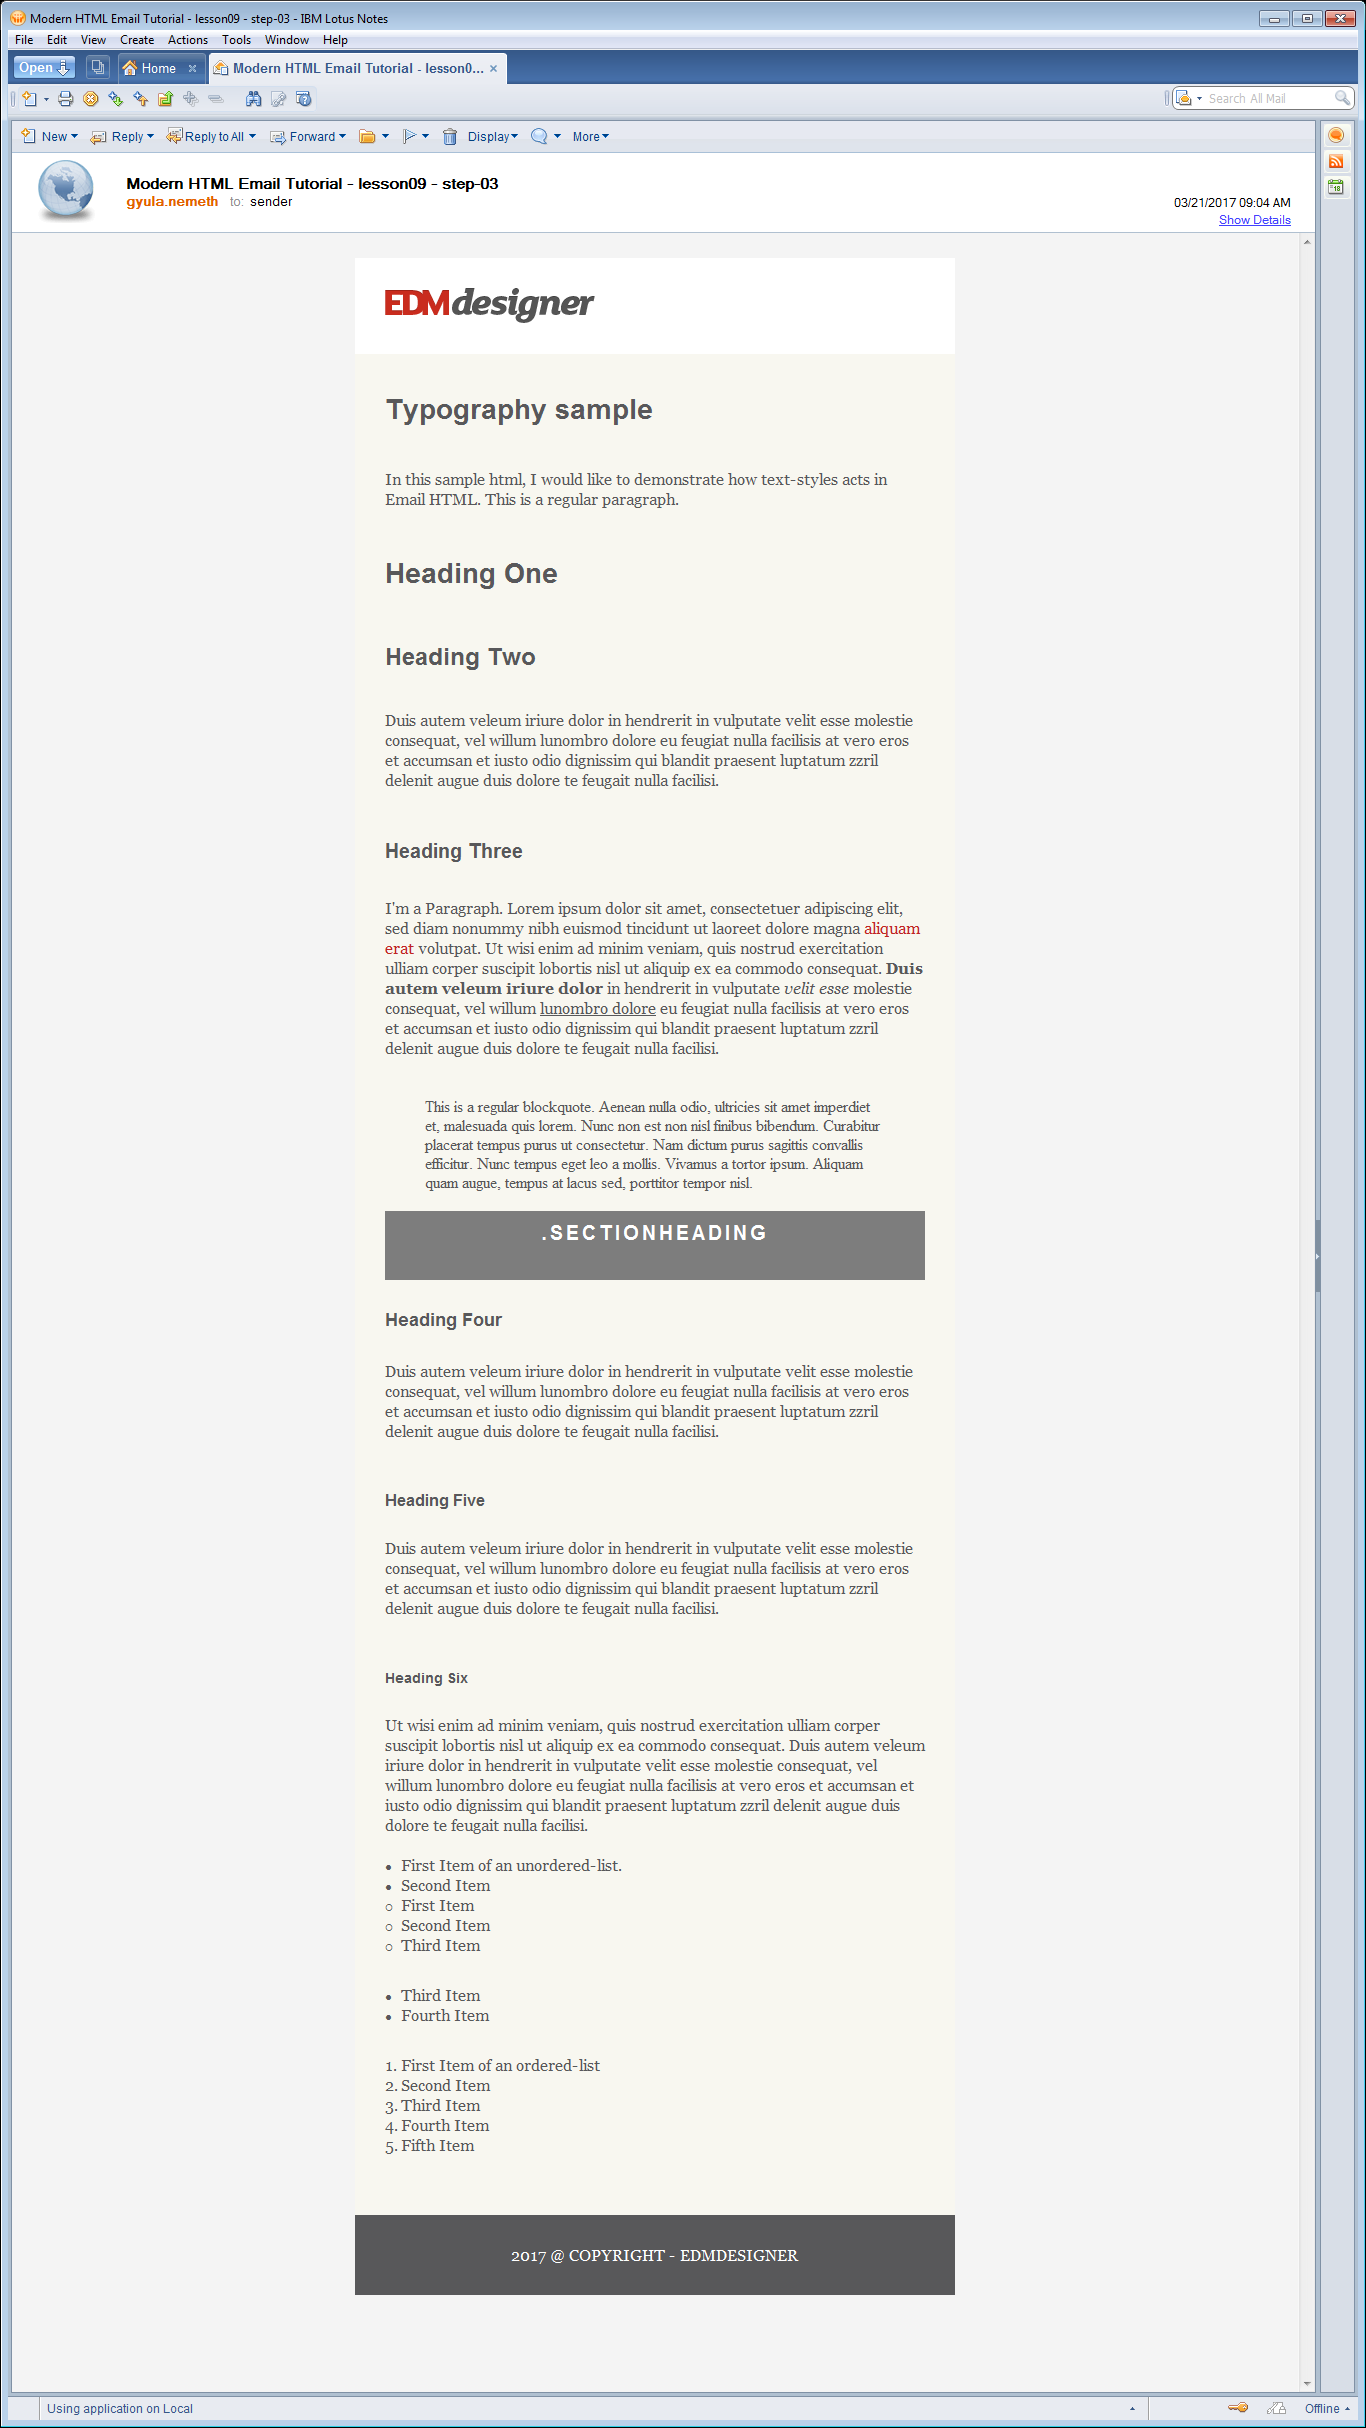 Modern HTML Email Tutorial - lesson09 - step-03 - IBM Lotus Notes
File Edit View Create Actions Tools Window Help
Open Home Modern HTML Email Tutorial - lesson0...
Search All Mail
New Reply Reply to All Forward Display More
Modern HTML Email Tutorial - lesson09 - step-03
gyula.nemeth to: sender
03/21/2017 09:04 AM
Show Details
EDMdesigner
Typography sample
In this sample html, I would like to demonstrate how text-styles acts in
Email HTML. This is a regular paragraph.
Heading One
Heading Two
Duis autem veleum iriure dolor in hendrerit in vulputate velit esse molestie
consequat, vel willum lunombro dolore eu feugiat nulla facilisis at vero eros
et accumsan et iusto odio dignissim qui blandit praesent luptatum zzril
delenit augue duis dolore te feugait nulla facilisi.
Heading Three
I'm a Paragraph. Lorem ipsum dolor sit amet, consectetuer adipiscing elit,
sed diam nonummy nibh euismod tincidunt ut laoreet dolore magna aliquam
erat volutpat. Ut wisi enim ad minim veniam, quis nostrud exercitation
ulliam corper suscipit lobortis nisl ut aliquip ex ea commodo consequat. Duis
autem veleum iriure dolor in hendrerit in vulputate velit esse molestie
consequat, vel willum lunombro dolore eu feugiat nulla facilisis at vero eros
et accumsan et iusto odio dignissim qui blandit praesent luptatum zzril
delenit augue duis dolore te feugait nulla facilisi.
This is a regular blockquote. Aenean nulla odio, ultricies sit amet imperdiet
et, malesuada quis lorem. Nunc non est non nisl finibus bibendum. Curabitur
placerat tempus purus ut consectetur. Nam dictum purus sagittis convallis
efficitur. Nunc tempus eget leo a mollis. Vivamus a tortor ipsum. Aliquam
quam augue, tempus at lacus sed, porttitor tempor nisl.
.SECTIONHEADING
Heading Four
Duis autem veleum iriure dolor in hendrerit in vulputate velit esse molestie
consequat, vel willum lunombro dolore eu feugiat nulla facilisis at vero eros
et accumsan et iusto odio dignissim qui blandit praesent luptatum zzril
delenit augue duis dolore te feugait nulla facilisi.
Heading Five
Duis autem veleum iriure dolor in hendrerit in vulputate velit esse molestie
consequat, vel willum lunombro dolore eu feugiat nulla facilisis at vero eros
et accumsan et iusto odio dignissim qui blandit praesent luptatum zzril
delenit augue duis dolore te feugait nulla facilisi.
Heading Six
Ut wisi enim ad minim veniam, quis nostrud exercitation ulliam corper
suscipit lobortis nisl ut aliquip ex ea commodo consequat. Duis autem veleum
iriure dolor in hendrerit in vulputate velit esse molestie consequat, vel
willum lunombro dolore eu feugiat nulla facilisis at vero eros et accumsan et
iusto odio dignissim qui blandit praesent luptatum zzril delenit augue duis
dolore te feugait nulla facilisi.
• First Item of an unordered-list.
• Second Item
○ First Item
○ Second Item
○ Third Item
• Third Item
• Fourth Item
1. First Item of an ordered-list
2. Second Item
3. Third Item
4. Fourth Item
5. Fifth Item
2017 @ COPYRIGHT - EDMDESIGNER
Using application on Local
Offline